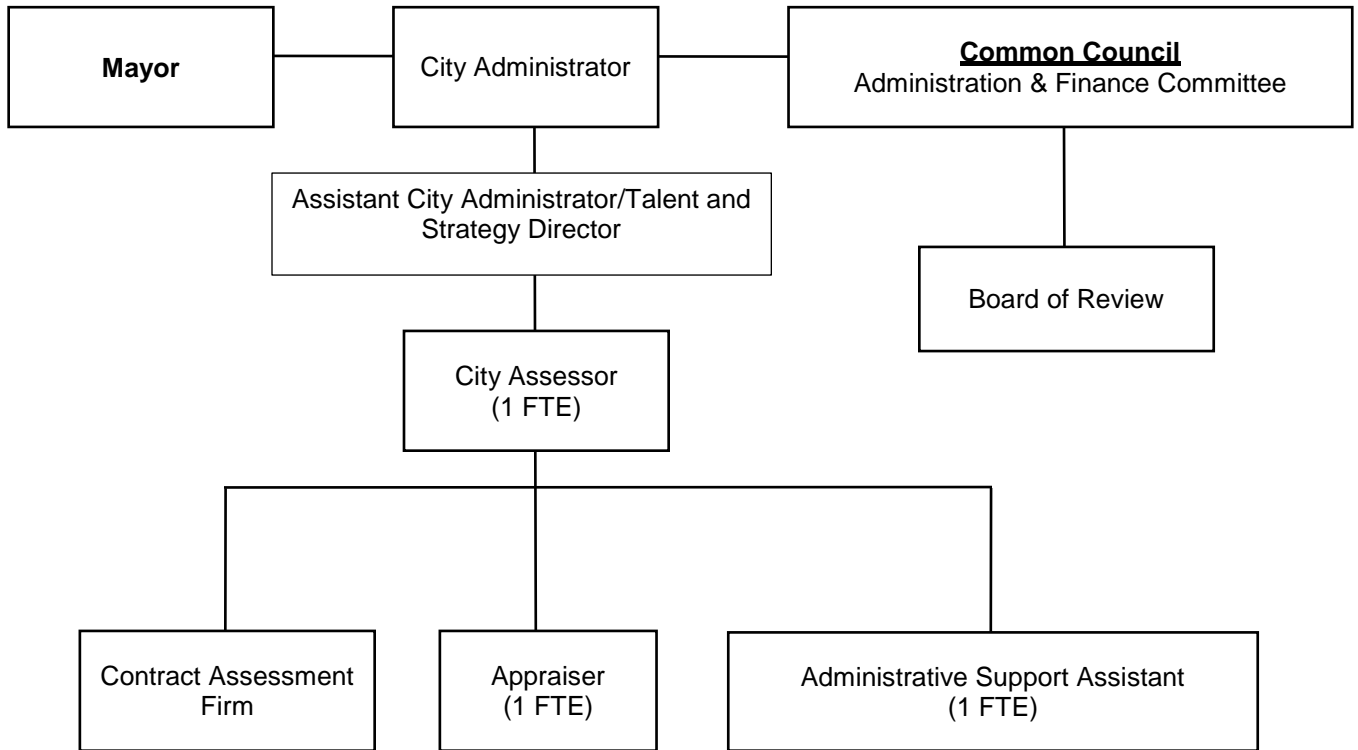 Mayor
City Administrator
Common Council
Administration & Finance Committee
Assistant City Administrator/Talent and
Strategy Director
Board of Review
City Assessor
(1 FTE)
Contract Assessment
Firm
Appraiser
(1 FTE)
Administrative Support Assistant
(1 FTE)